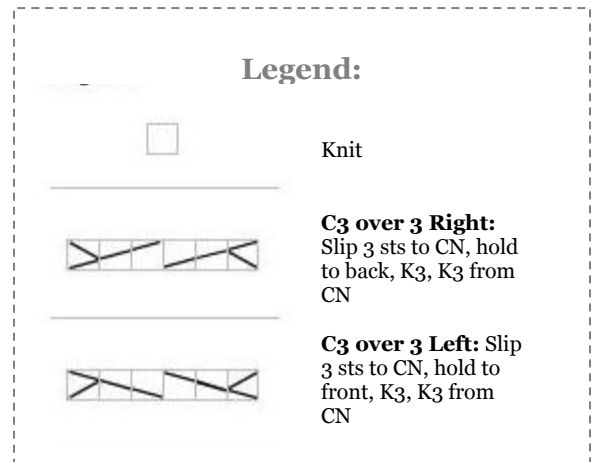 Legend:
Knit
C3 over 3 Right:
Slip 3 sts to CN, hold
to back, K3, K3 from
CN
C3 over 3 Left: Slip
3 sts to CN, hold to
front, K3, K3 from
CN